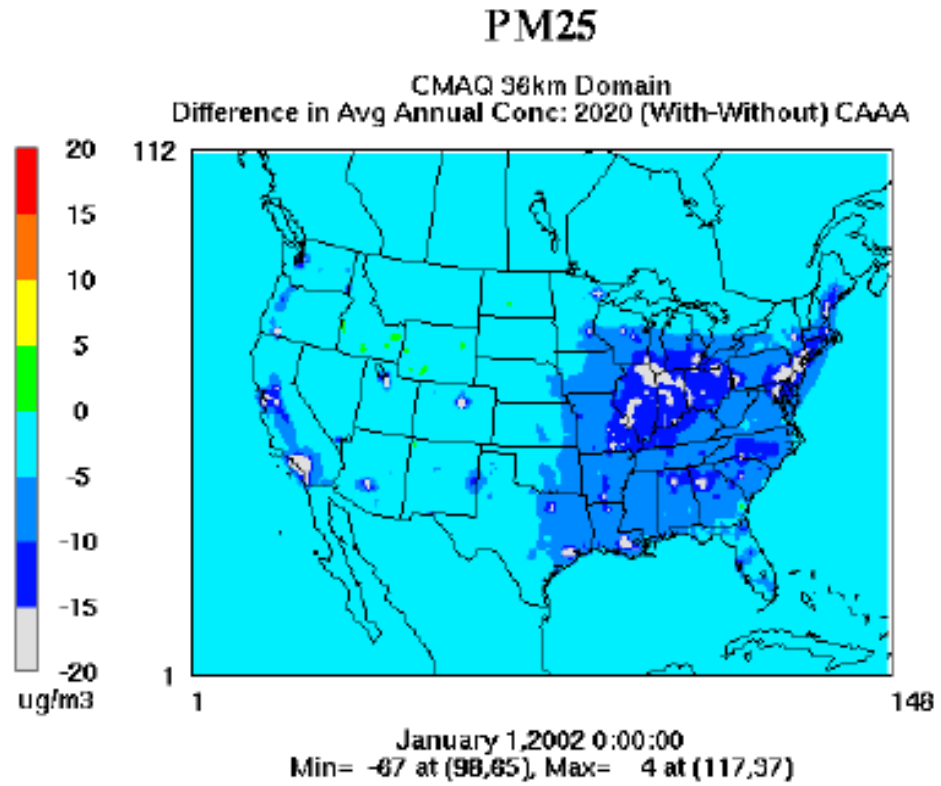 PM25
CMAQ 36km Domain
Difference in Avg Annual Conc: 2020 (With-Without) CAAA
20
15
10
5
0
-5
-10
-15
-20
ug/m3
112
1
1
148
January 1,2002 0:00:00
Min= -67 at (98,65), Max= 4 at (117,37)